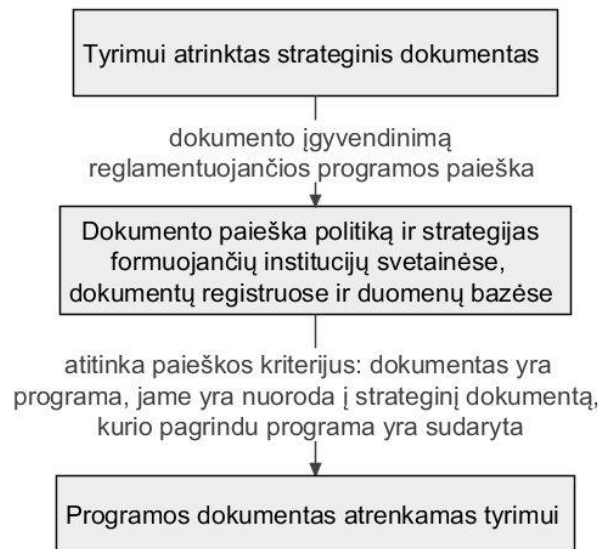 Tyrimui atrinktas strateginis dokumentas
dokumento įgyvendinimą
reglamentuojančios programos paieška
Dokumento paieška politiką ir strategijas
formuojančių institucijų svetainėse,
dokumentų registruose ir duomenų bazėse
atitinka paieškos kriterijus: dokumentas yra
programa, jame yra nuoroda į strateginį dokumentą,
kurio pagrindu programa yra sudaryta
Programos dokumentas atrenkamas tyrimui